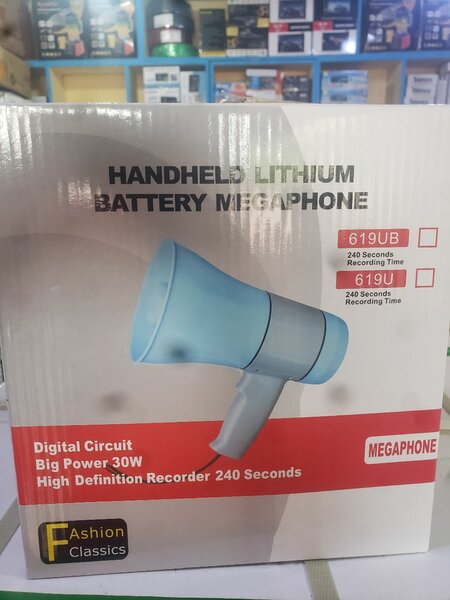 HANDHELD LITHIUM
BATTERY MEGAPHONE
619UB
240 Seconds
Recording Time
619U
240 Seconds
Recording Time
MEGAPHONE
Digital Circuit
Big Power 30W
High Definition Recorder 240 Seconds
FAshion
Classics